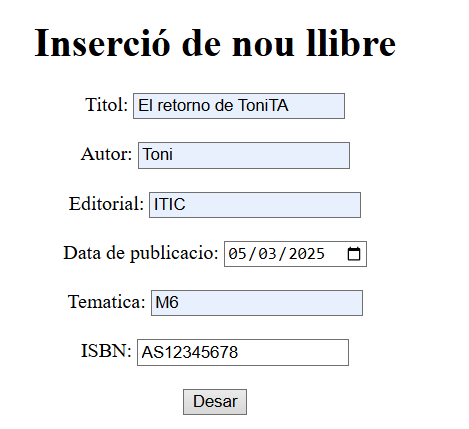 Inserció de nou llibre
Titol: El retorno de ToniTA
Autor: Toni
Editorial: ITIC
Data de publicacio: 05/03/2025
Tematica: M6
ISBN: AS12345678
Desar